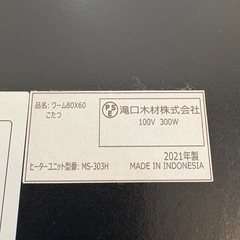 品名：ワーム80X60
こたつ
PSE
滝口木材株式会社
100V 300W
2021年製
ヒーターユニット型番：MS-303H
MADE IN INDONESIA